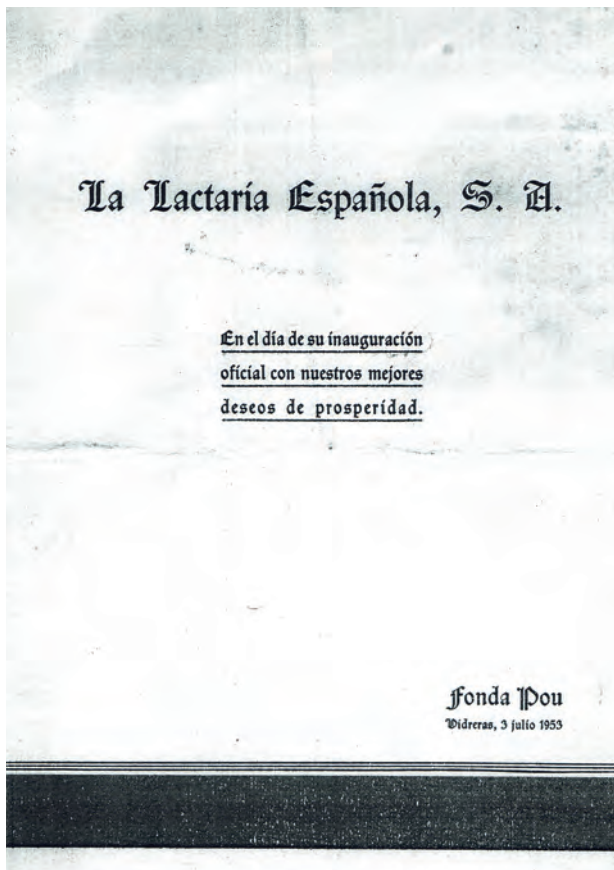 La Lactaria Española, S. A.
En el día de su inauguración
oficial con nuestros mejores
deseos de prosperidad.
Fonda Pou
Vidreras, 3 julio 1953